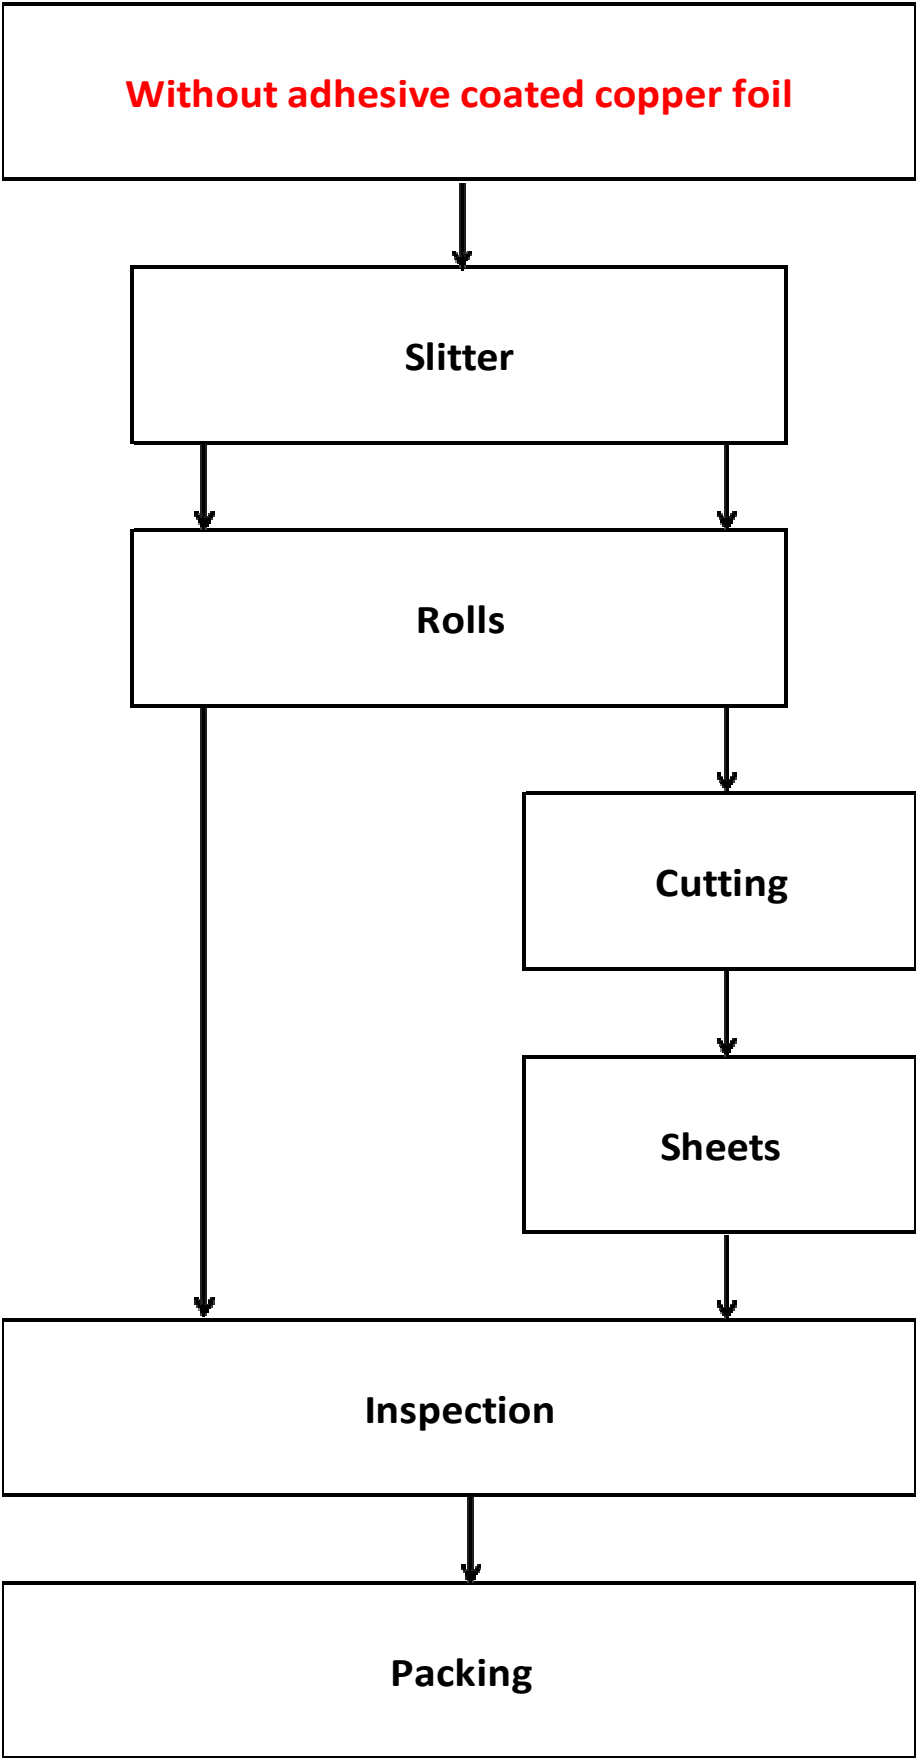 Without adhesive coated copper foil
Slitter
Rolls
Cutting
Sheets
Inspection
Packing